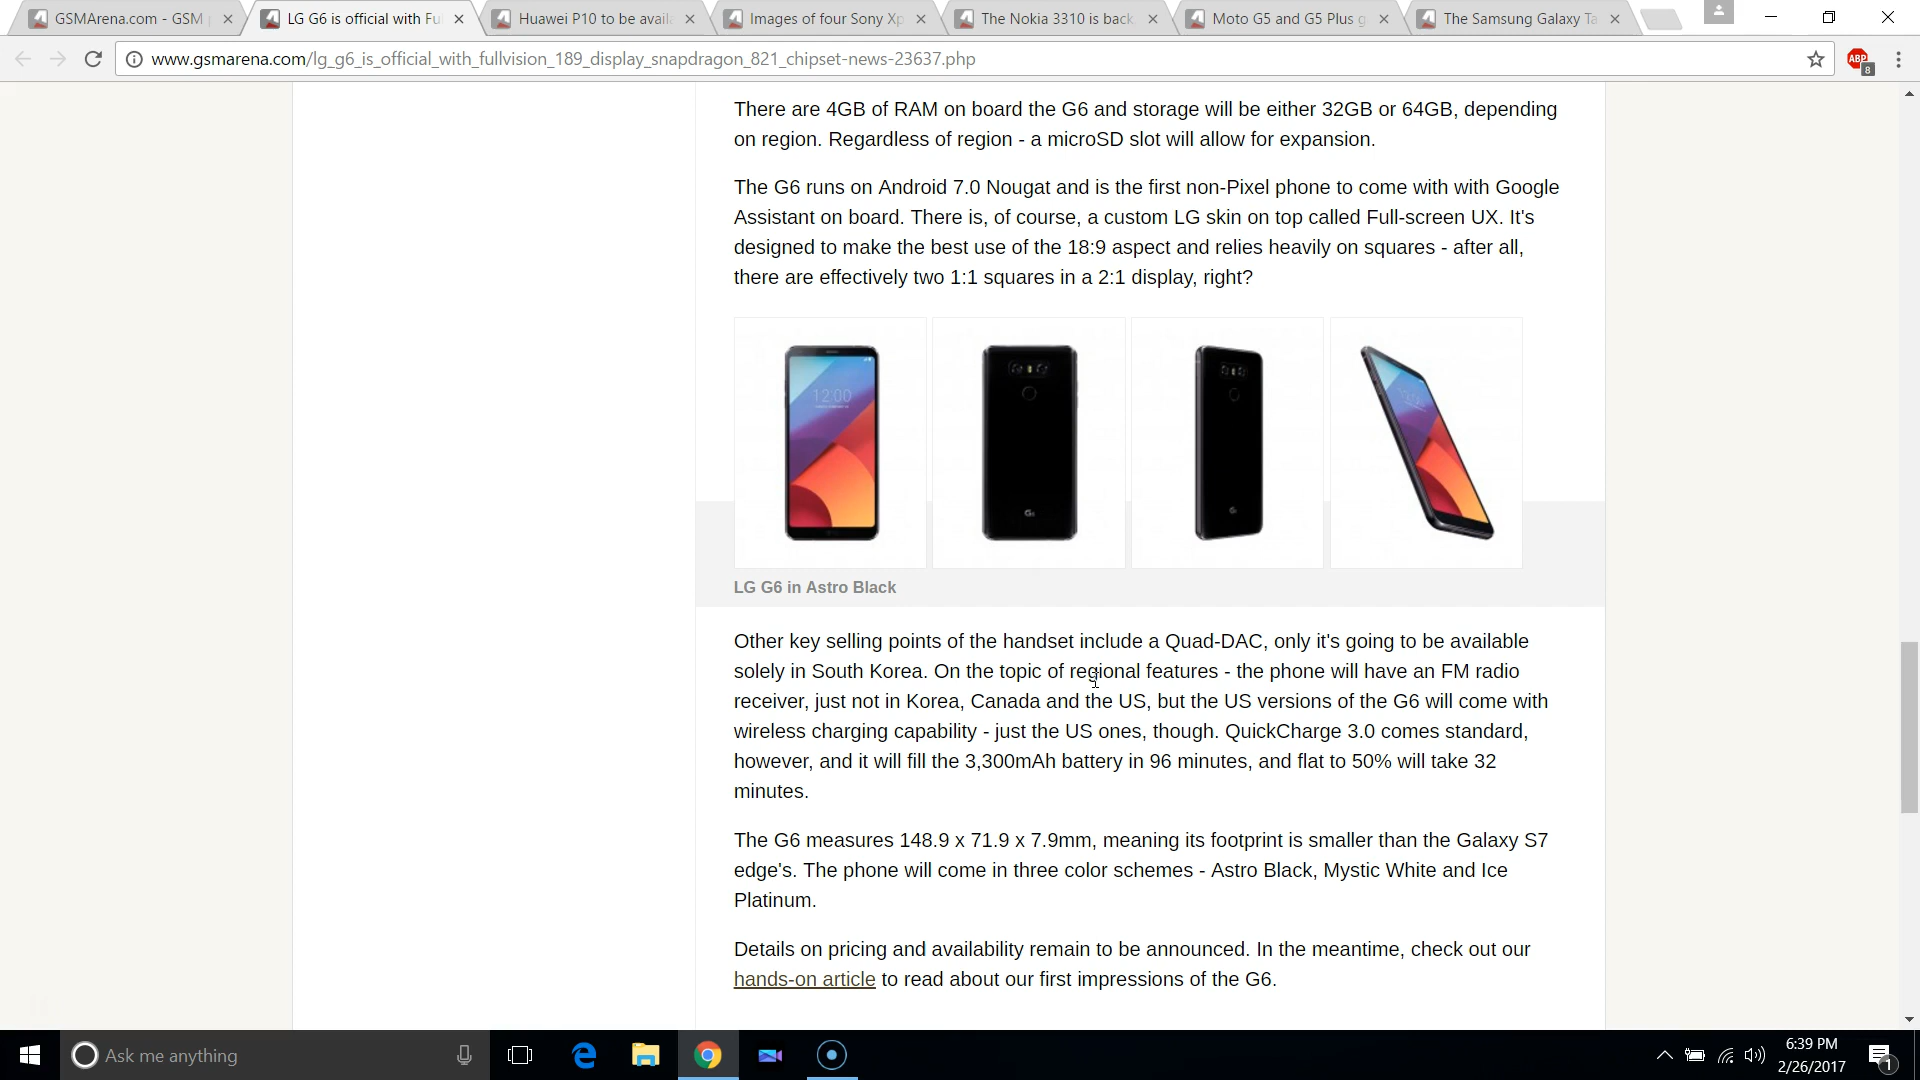 GSMArena.com - GSM
LG G6 is official with Fu
Huawei P10 to be avail
Images of four Sony Xp
The Nokia 3310 is back
Moto G5 and G5 Plus g
The Samsung Galaxy Ta
www.gsmarena.com/lg_g6_is_official_with_fullvision_189_display_snapdragon_821_chipset-news-23637.php
ABP
8
There are 4GB of RAM on board the G6 and storage will be either 32GB or 64GB, depending
on region. Regardless of region - a microSD slot will allow for expansion.
The G6 runs on Android 7.0 Nougat and is the first non-Pixel phone to come with with Google
Assistant on board. There is, of course, a custom LG skin on top called Full-screen UX. It's
designed to make the best use of the 18:9 aspect and relies heavily on squares - after all,
there are effectively two 1:1 squares in a 2:1 display, right?
12:00
G6
LG G6 in Astro Black
Other key selling points of the handset include a Quad-DAC, only it's going to be available
solely in South Korea. On the topic of regional features - the phone will have an FM radio
receiver, just not in Korea, Canada and the US, but the US versions of the G6 will come with
wireless charging capability - just the US ones, though. QuickCharge 3.0 comes standard,
however, and it will fill the 3,300mAh battery in 96 minutes, and flat to 50% will take 32
minutes.
The G6 measures 148.9 x 71.9 x 7.9mm, meaning its footprint is smaller than the Galaxy S7
edge's. The phone will come in three color schemes - Astro Black, Mystic White and Ice
Platinum.
Details on pricing and availability remain to be announced. In the meantime, check out our
hands-on article to read about our first impressions of the G6.
Ask me anything
6:39 PM
2/26/2017
1